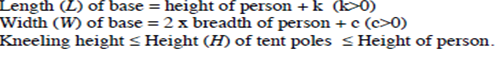 Length (L) of base = height of person + k (k>0)
Width (W) of base = 2 x breadth of person + c (c>0)
Kneeling height ≤ Height (H) of tent poles ≤ Height of person.